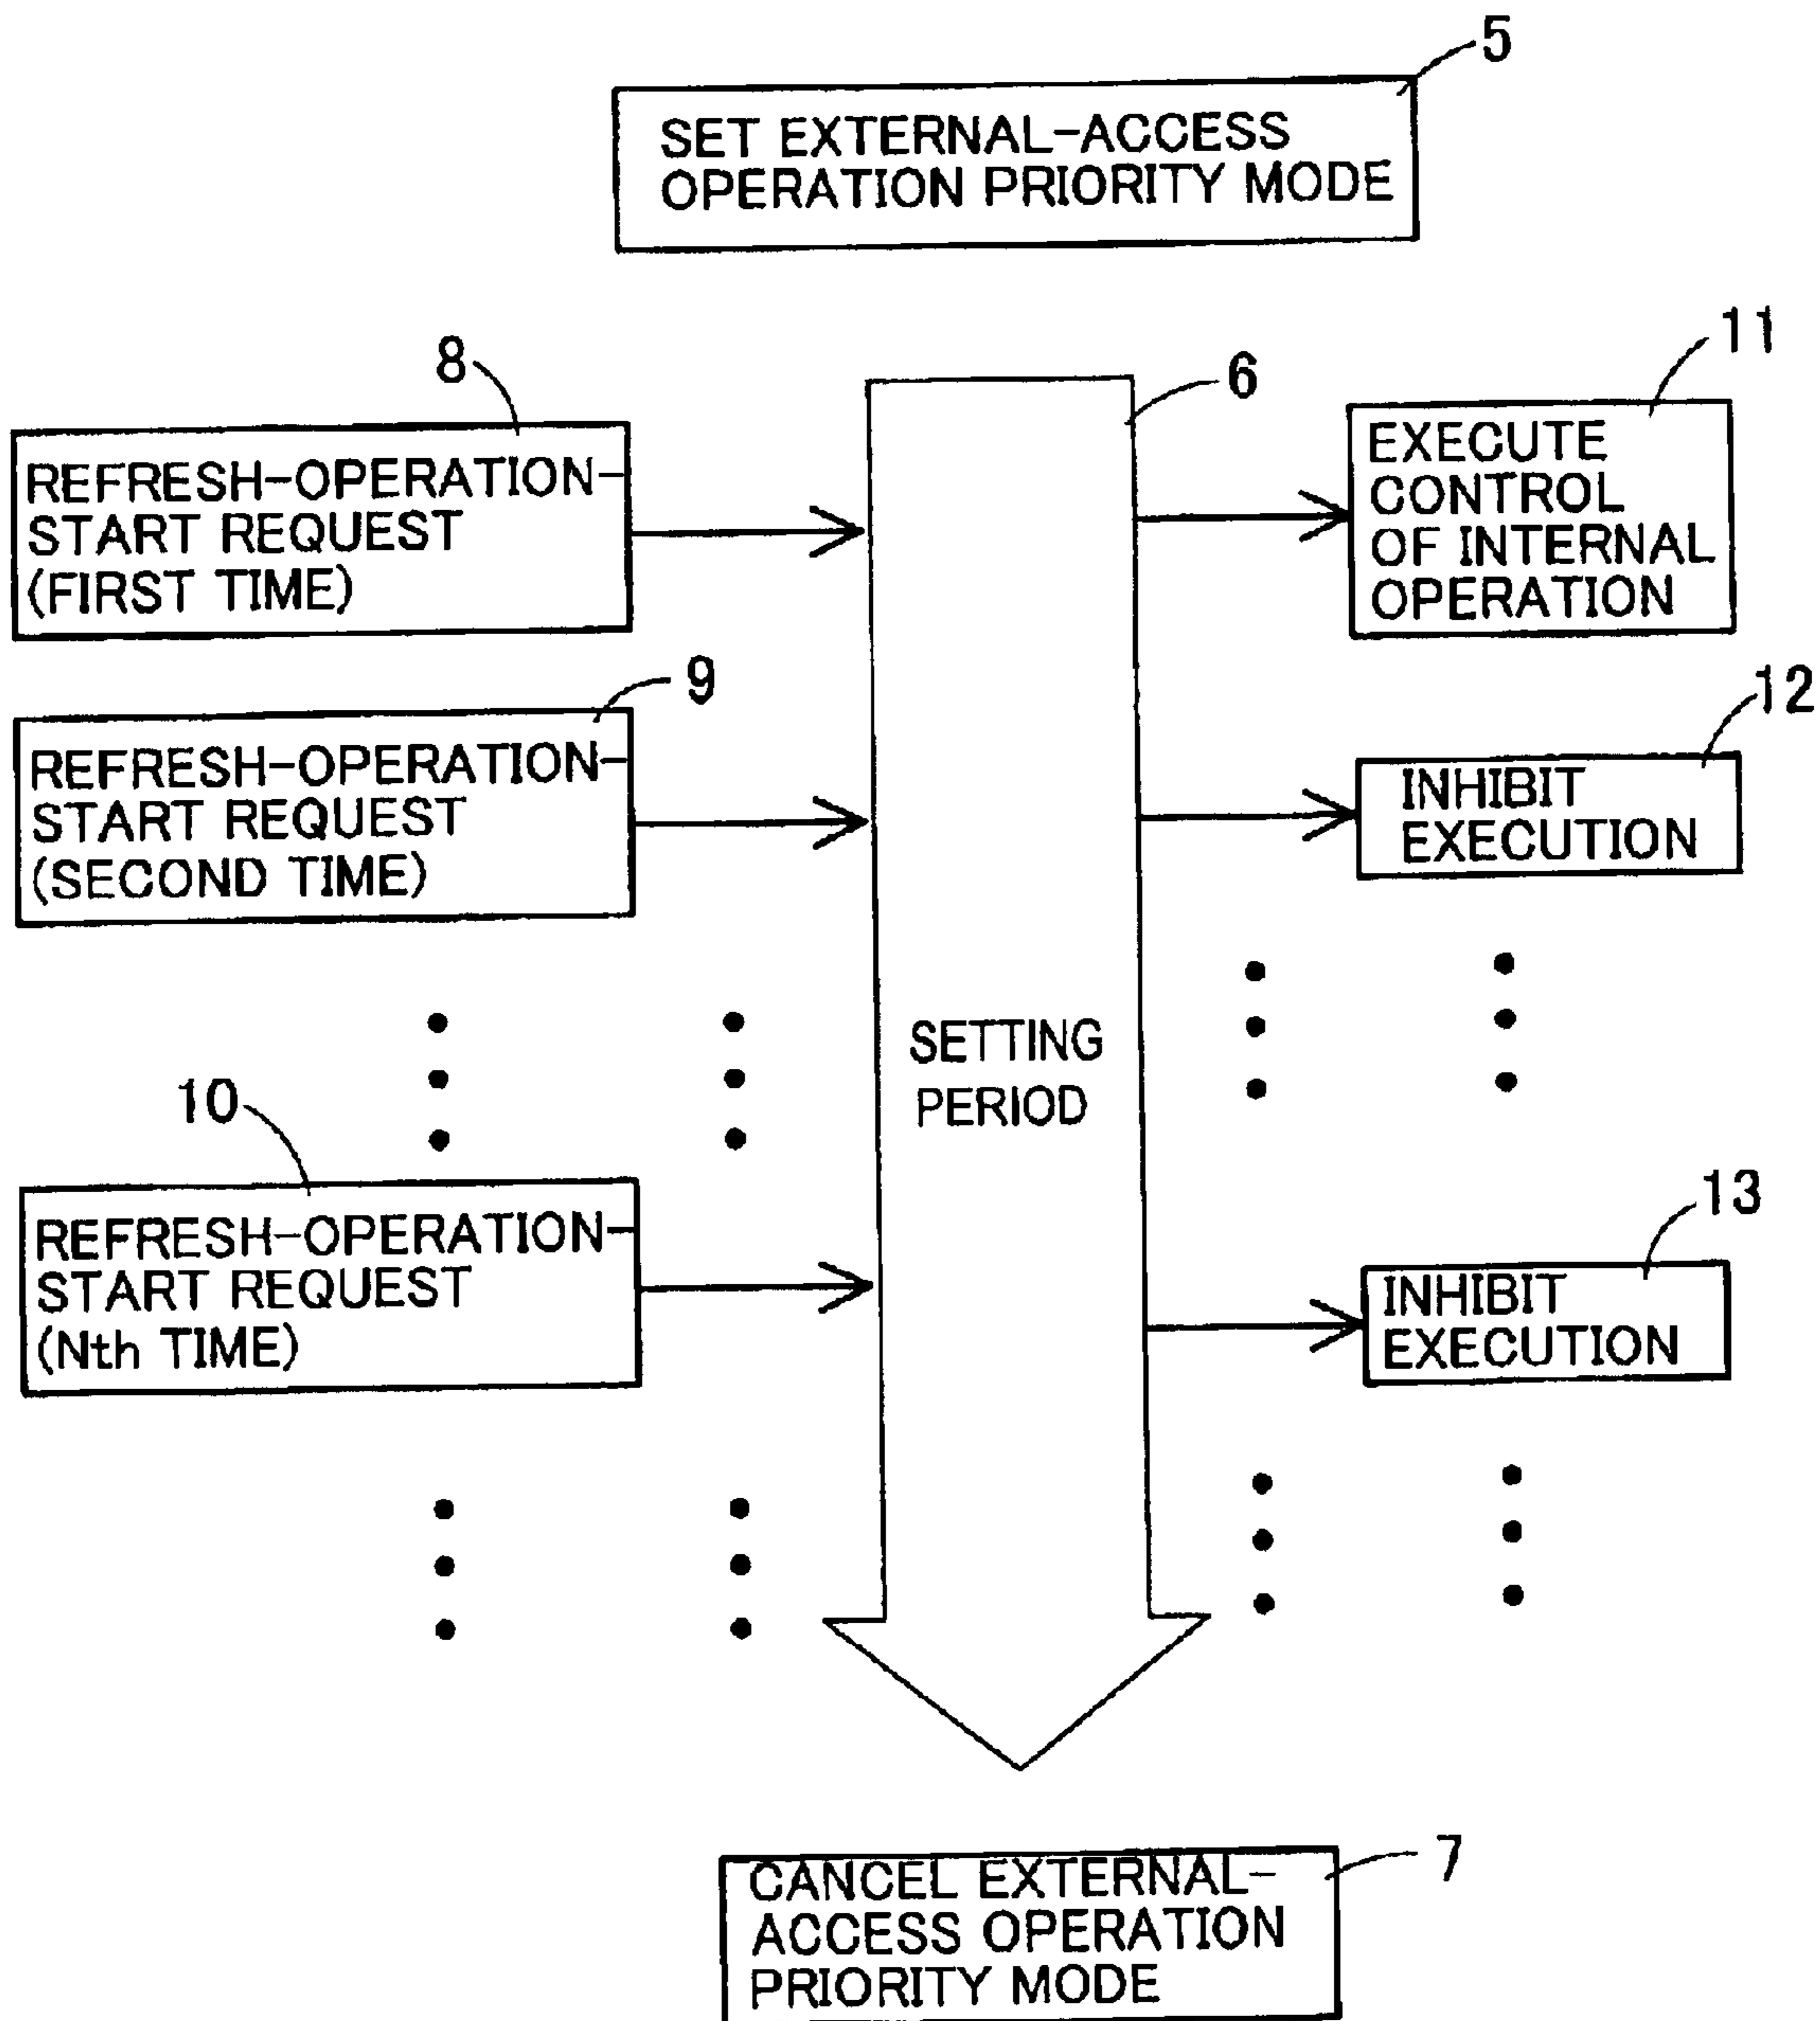 5
SET EXTERNAL-ACCESS
OPERATION PRIORITY MODE
8
REFRESH-OPERATION-
START REQUEST
(FIRST TIME)
6
11
EXECUTE
CONTROL
OF INTERNAL
OPERATION
9
REFRESH-OPERATION-
START REQUEST
(SECOND TIME)
12
INHIBIT
EXECUTION
SETTING
PERIOD
10
REFRESH-OPERATION-
START REQUEST
(Nth TIME)
13
INHIBIT
EXECUTION
7
CANCEL EXTERNAL-
ACCESS OPERATION
PRIORITY MODE